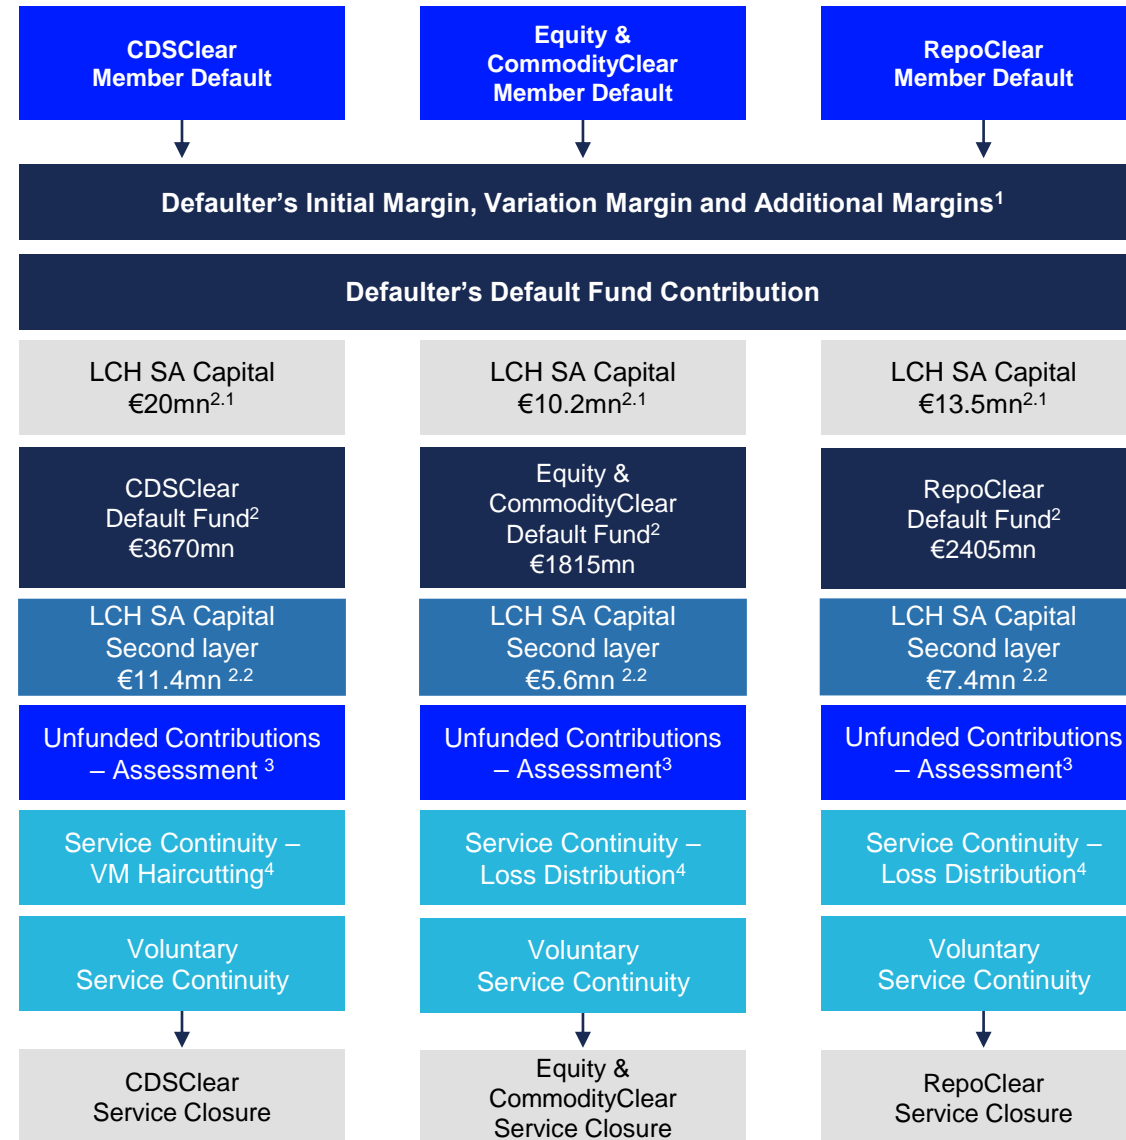 CDSClear
Member Default
Equity &
CommodityClear
Member Default
RepoClear
Member Default
Defaulter’s Initial Margin, Variation Margin and Additional Margins1
Defaulter’s Default Fund Contribution
LCH SA Capital
€20mn2.1
LCH SA Capital
€10.2mn2.1
LCH SA Capital
€13.5mn2.1
CDSClear
Default Fund2
€3670mn
Equity &
CommodityClear
Default Fund2
€1815mn
RepoClear
Default Fund2
€2405mn
LCH SA Capital
Second layer
€11.4mn 2.2
LCH SA Capital
Second layer
€5.6mn 2.2
LCH SA Capital
Second layer
€7.4mn 2.2
Unfunded Contributions
– Assessment 3
Unfunded Contributions
– Assessment3
Unfunded Contributions
– Assessment3
Service Continuity –
VM Haircutting4
Service Continuity –
Loss Distribution4
Service Continuity –
Loss Distribution4
Voluntary
Service Continuity
Voluntary
Service Continuity
Voluntary
Service Continuity
CDSClear
Service Closure
Equity &
CommodityClear
Service Closure
RepoClear
Service Closure